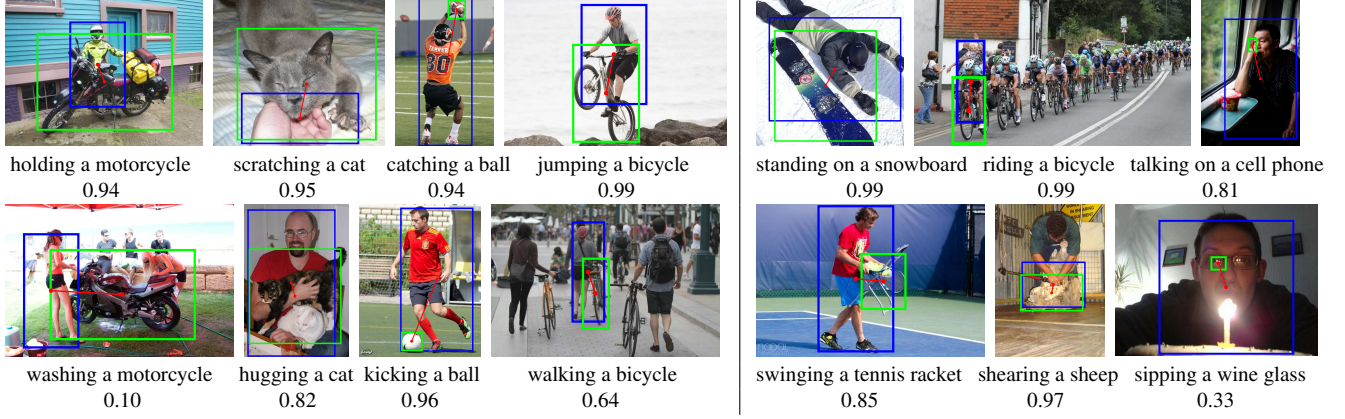 holding a motorcycle scratching a cat catching a ball jumping a bicycle standing on a snowboard riding a bicycle talking on a cell phone
0.94 0.95 0.94 0.99 0.99 0.99 0.81
80
washing a motorcycle hugging a cat kicking a ball walking a bicycle swinging a tennis racket shearing a sheep sipping a wine glass
0.10 0.82 0.96 0.64 0.85 0.97 0.33